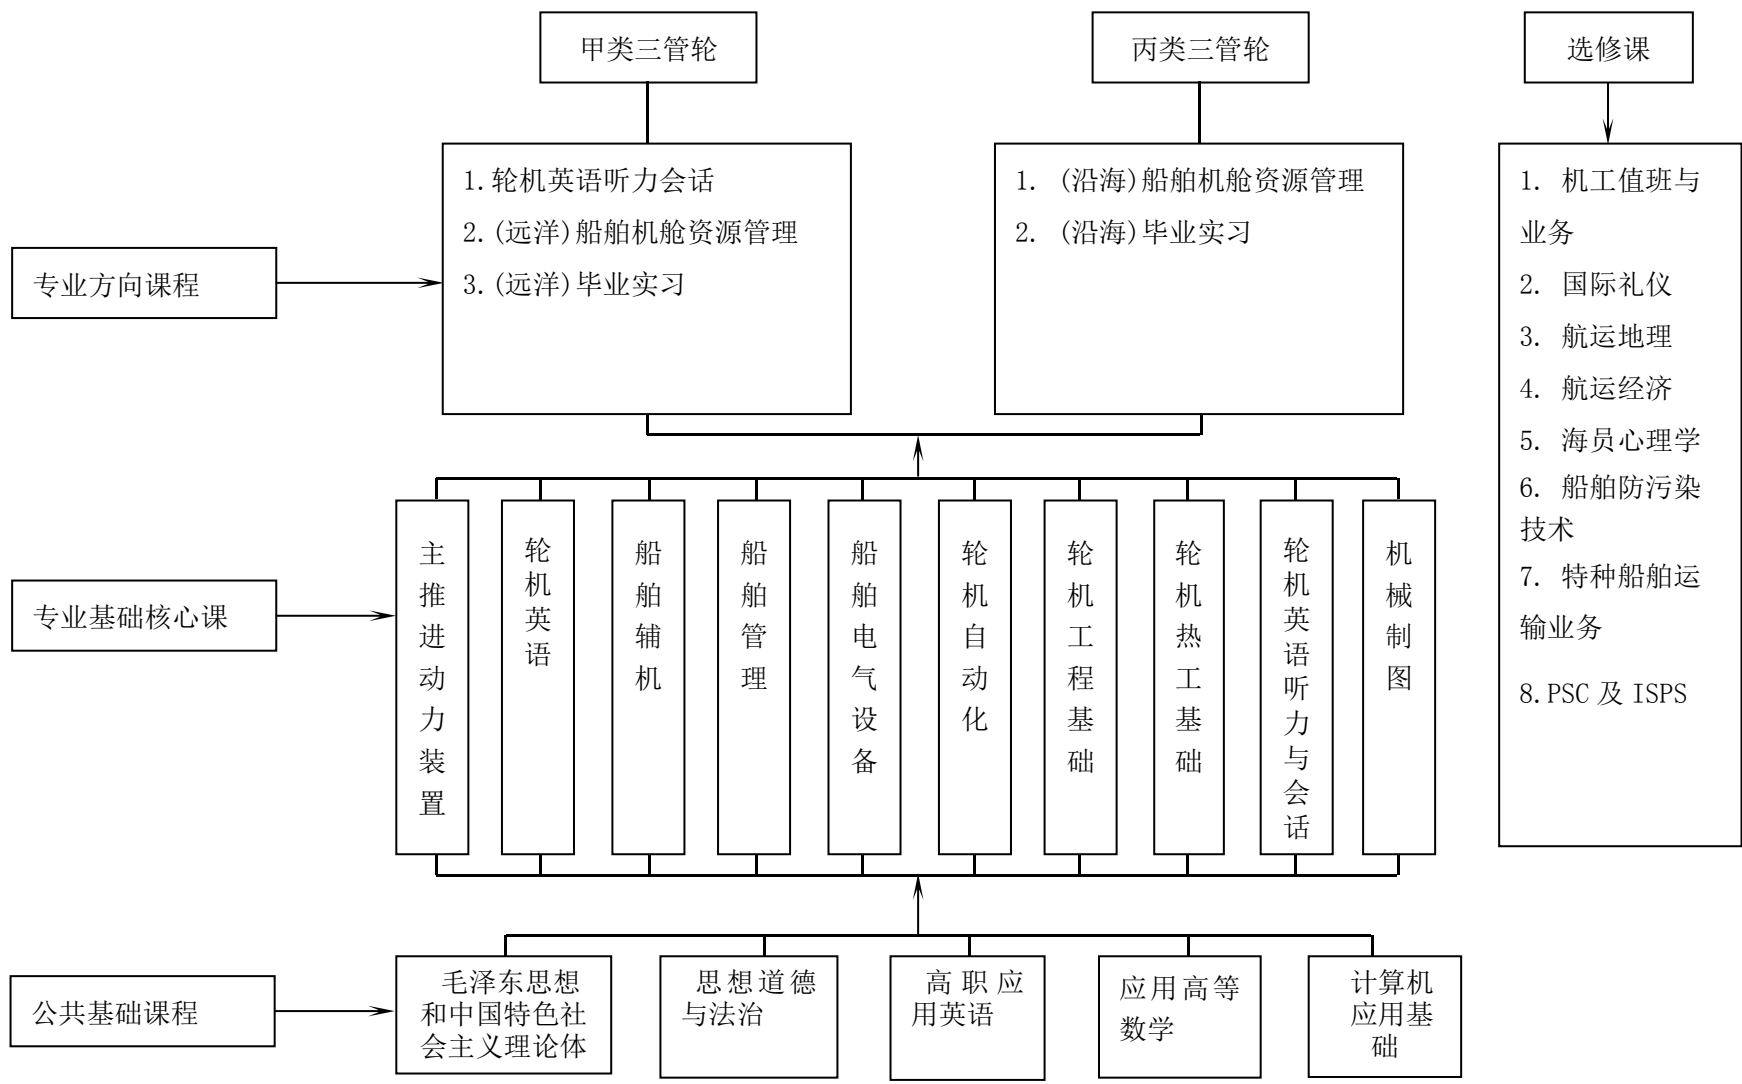 甲类三管轮
丙类三管轮
选修课
1.轮机英语听力会话
2.(远洋)船舶机舱资源管理
3.(远洋)毕业实习
1. (沿海)船舶机舱资源管理
2. (沿海)毕业实习
1. 机工值班与
业务
2. 国际礼仪
3. 航运地理
4. 航运经济
5. 海员心理学
6. 船舶防污染
技术
7. 特种船舶运
输业务
8.PSC 及 ISPS
专业方向课程
专业基础核心课
主推进动力装置
轮机英语
船舶辅机
船舶管理
船舶电气设备
轮机自动化
轮机工程基础
轮机热工基础
轮机英语听力与会话
机械制图
公共基础课程
毛泽东思想
和中国特色社
会主义理论体
思想道德
与法治
高职应
用英语
应用高等
数学
计算机
应用基
础